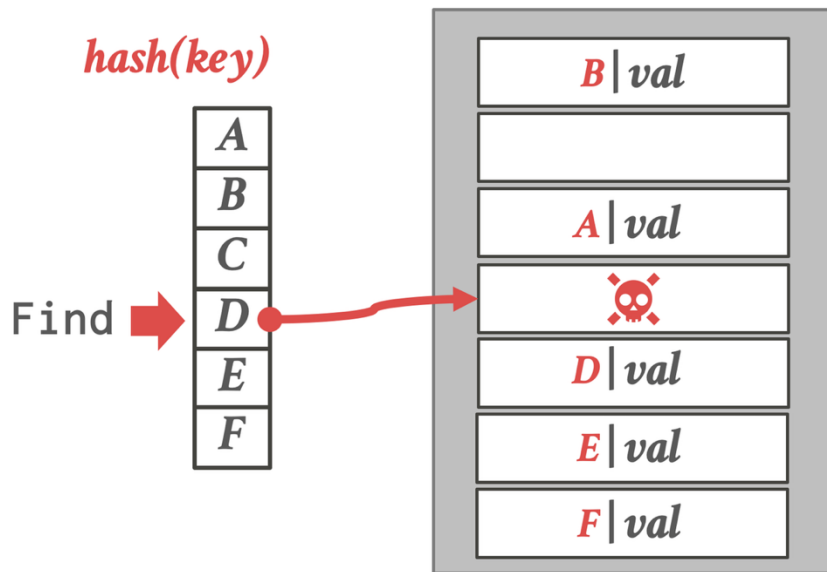 hash(key)
A
B
C
Find D
E
F
B|val
A|val
D|val
E|val
F|val